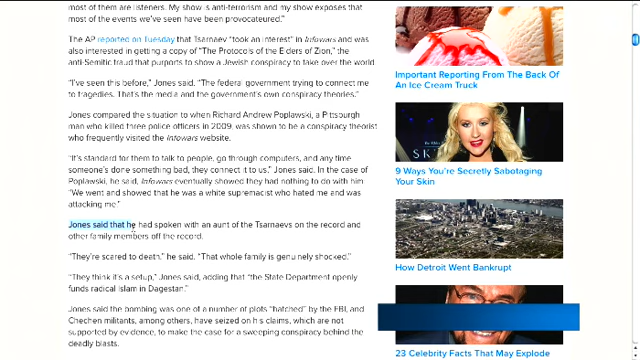 most of them are listeners. My show is anti-terrorism and my show exposes that
most of the events we've seen have been provocateured."
The AP reported on Tuesday that Tsarnaev "took an interest" in Infowars and was
also interested in getting a copy of "The Protocols of the Elders of Zion," the
anti-Semitic fraud that purports to show a Jewish conspiracy to take over the world.
"I've seen this before," Jones said. "The federal government trying to connect me
to tragedies. That's the media and the government's own conspiracy theories."
Jones compared the situation to when Richard Andrew Poplawski, a Pittsburgh
man who killed three police officers in 2009, was shown to be a conspiracy theorist
who frequently visited the Infowars website.
"It's standard for them to talk to people, go through computers, and any time
someone's done something bad, they connect it to us," Jones said. In the case of
Poplawski, he said, Infowars eventually showed they had nothing to do with him.
"We went and showed that he was a white supremacist who hated me and was
attacking me."
Jones said that he had spoken with an aunt of the Tsarnaevs on the record and
other family members off the record.
"They're scared to death," he said. "That whole family is genuinely shocked."
"They think it's a setup," Jones said, adding that "the State Department openly
funds radical Islam in Dagestan."
Jones said the bombing was one of a number of plots "hatched" by the FBI, and
Chechen militants, among others, have seized on his claims, which are not
supported by evidence, to make the case for a sweeping conspiracy behind the
deadly blasts.
Important Reporting From The Back Of
An Ice Cream Truck
SK
9 Ways You're Secretly Sabotaging
Your Skin
How Detroit Went Bankrupt
23 Celebrity Facts That May Explode